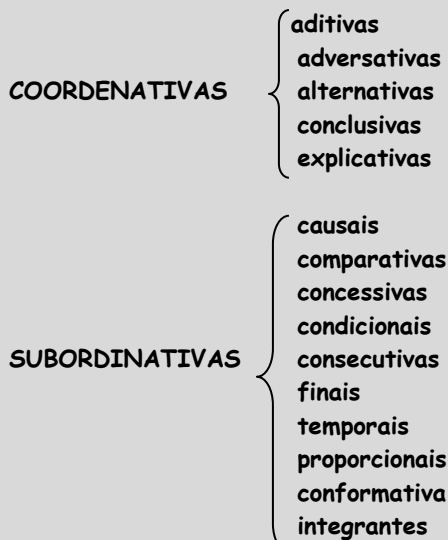 aditivas
adversativas
COORDENATIVAS alternativas
conclusivas
explicativas
causais
comparativas
concessivas
condicionais
SUBORDINATIVAS consecutivas
finais
temporais
proporcionais
conformativa
integrantes